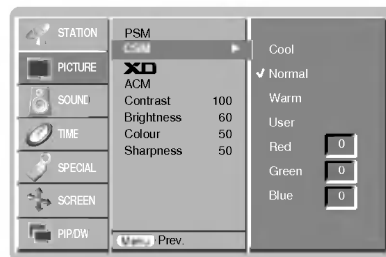 STATION
PICTURE
SOUND
TIME
SPECIAL
SCREEN
PIP/DW
PSM
CSM
XD
ACM
Contrast 100
Brightness 60
Colour 50
Sharpness 50
Menu Prev.
Cool
✔ Normal
Warm
User
Red 0
Green 0
Blue 0